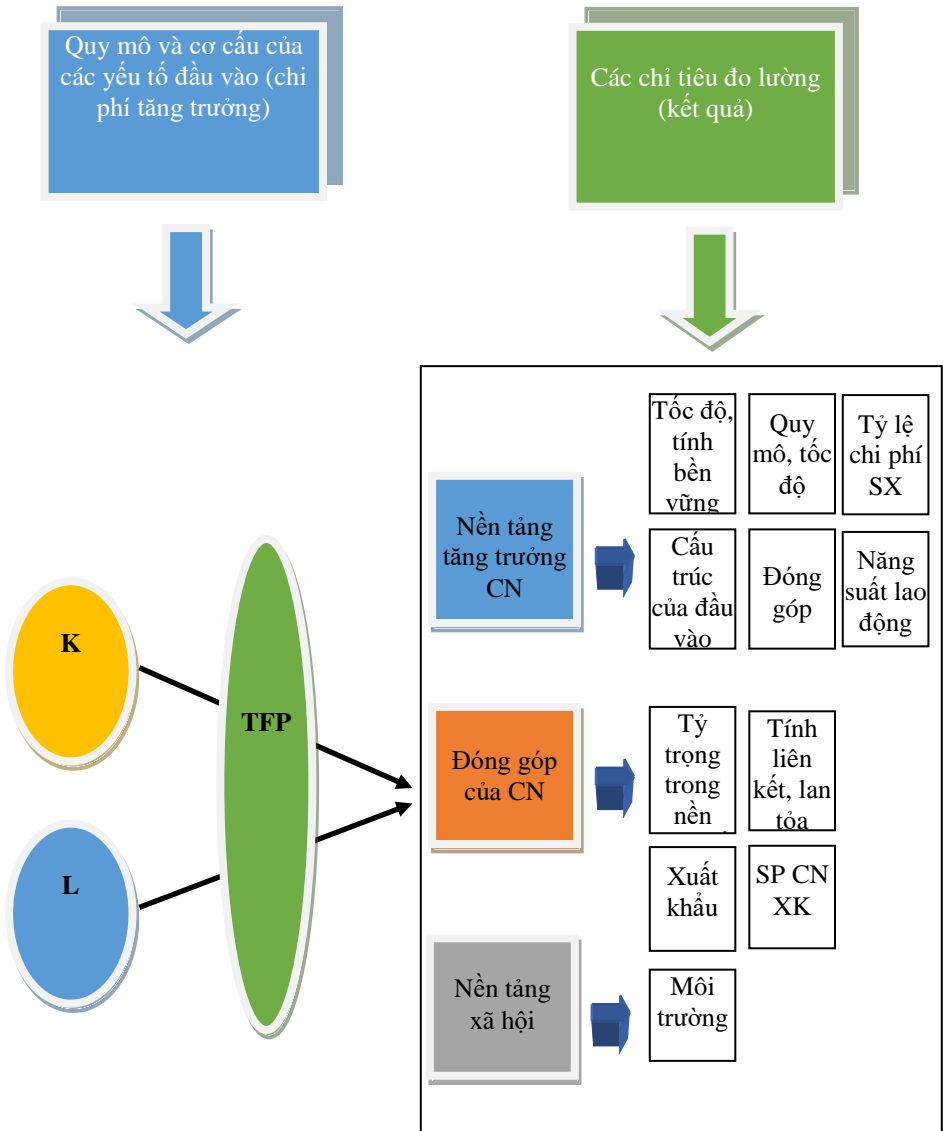 Quy mô và cơ cấu của
các yếu tố đầu vào (chi
phí tăng trưởng)
Các chỉ tiêu đo lường
(kết quả)
K
L
TFP
Nền tảng
tăng trưởng
CN
Tốc độ,
tính
bền
vững
Quy
mô, tốc
độ
Tỷ lệ
chi phí
SX
Cấu
trúc
của đầu
vào
Đóng
góp
Năng
suất lao
động
Đóng góp
của CN
Tỷ
trọng
trong
nền
Tính
liên
kết, lan
tỏa
Xuất
khẩu
SP CN
XK
Nền tảng
xã hội
Môi
trường